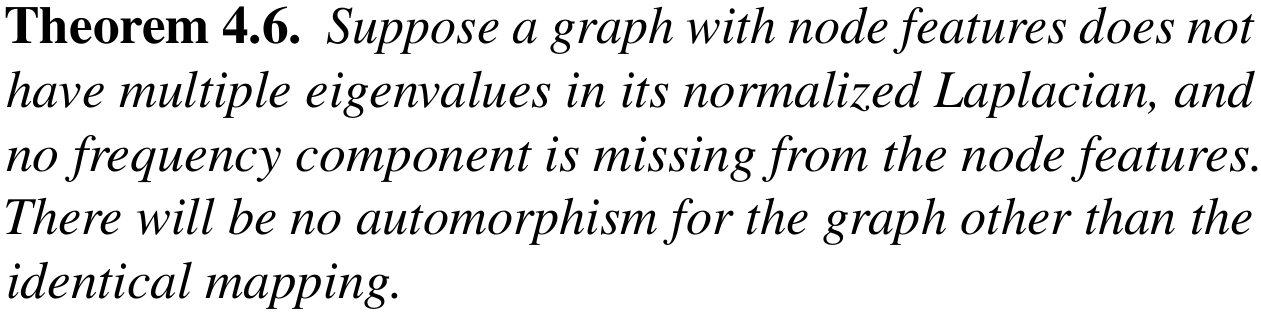 Theorem 4.6. Suppose a graph with node features does not
have multiple eigenvalues in its normalized Laplacian, and
no frequency component is missing from the node features.
There will be no automorphism for the graph other than the
identical mapping.